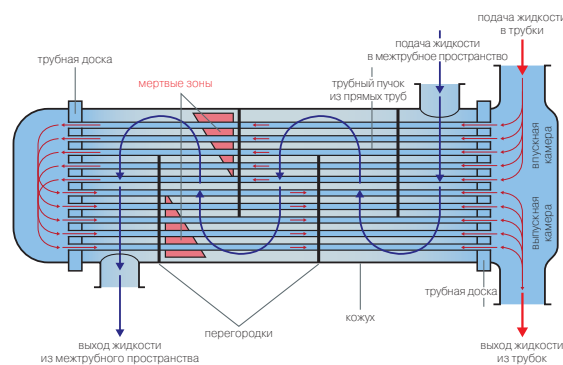 подача жидкости
в трубки
подача жидкости
в межтрубное пространство
трубная доска
мертвые зоны
трубный пучок
из прямых труб
впускная
камера
выпускная
камера
трубная доска
кожух
перегородки
выход жидкости
из межтрубного пространства
выход жидкости
из трубок